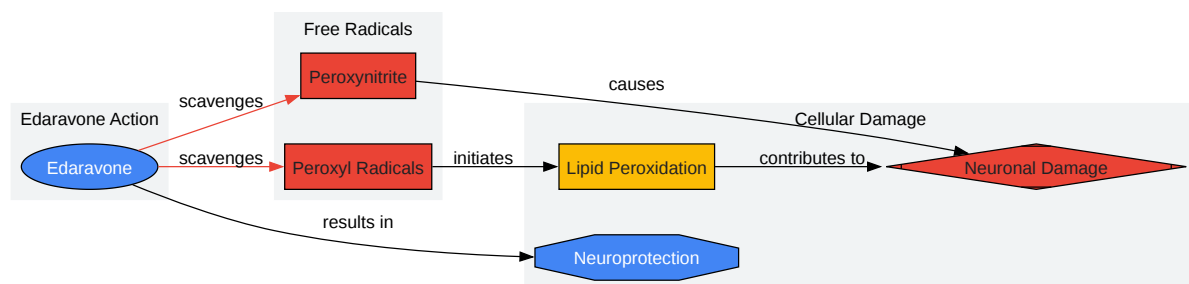 Free Radicals
Peroxynitrite
causes
scavenges
Edaravone Action
Cellular Damage
Edaravone
scavenges
Peroxyl Radicals
initiates
Lipid Peroxidation
contributes to
Neuronal Damage
results in
Neuroprotection